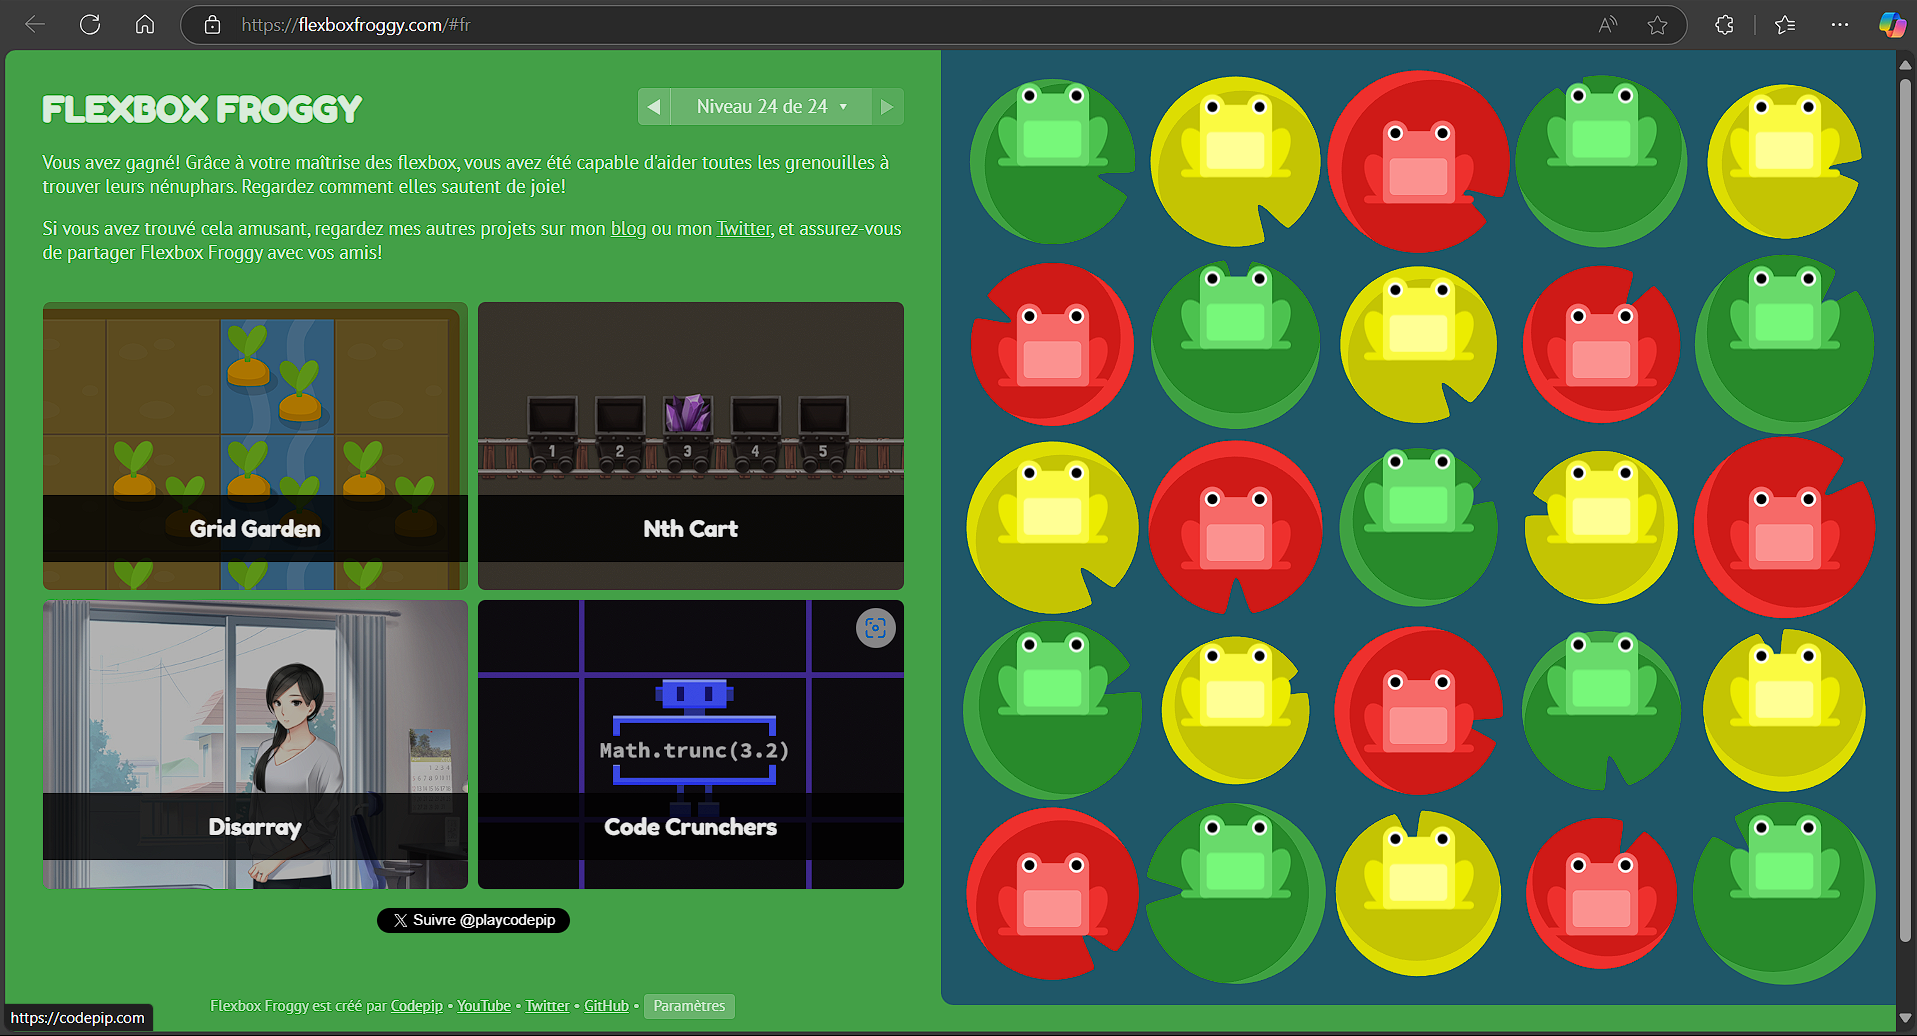 https://flexboxfroggy.com/#fr
FLEXBOX FROGGY
Niveau 24 de 24
Vous avez gagné! Grâce à votre maîtrise des flexbox, vous avez été capable d'aider toutes les grenouilles à
trouver leurs nénuphars. Regardez comment elles sautent de joie!
Si vous avez trouvé cela amusant, regardez mes autres projets sur mon blog ou mon Twitter, et assurez-vous
de partager Flexbox Froggy avec vos amis!
1 2 3 4 5
Grid Garden
Nth Cart
Math.trunc(3.2)
Disarray
Code Crunchers
X Suivre @playcodepip
Flexbox Froggy est créé par Codepip • YouTube • Twitter • GitHub • Paramètres
https://codepip.com